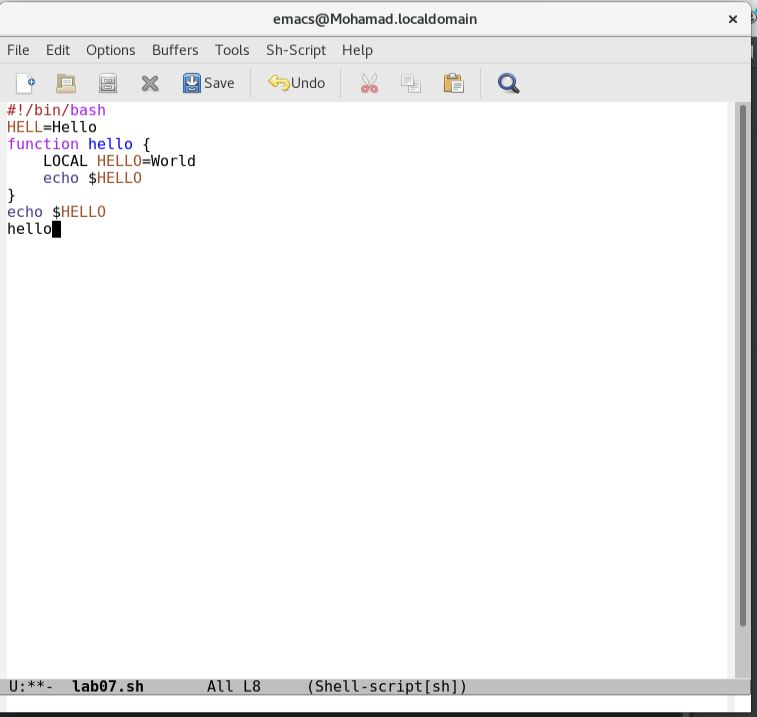 emacs@Mohamad.localdomain ×
File Edit Options Buffers Tools Sh-Script Help
Save Undo
#!/bin/bash
HELL=Hello
function hello {
    LOCAL HELLO=World
    echo $HELLO
}
echo $HELLO
hello
U:**-  lab07.sh       All L8     (Shell-script[sh])